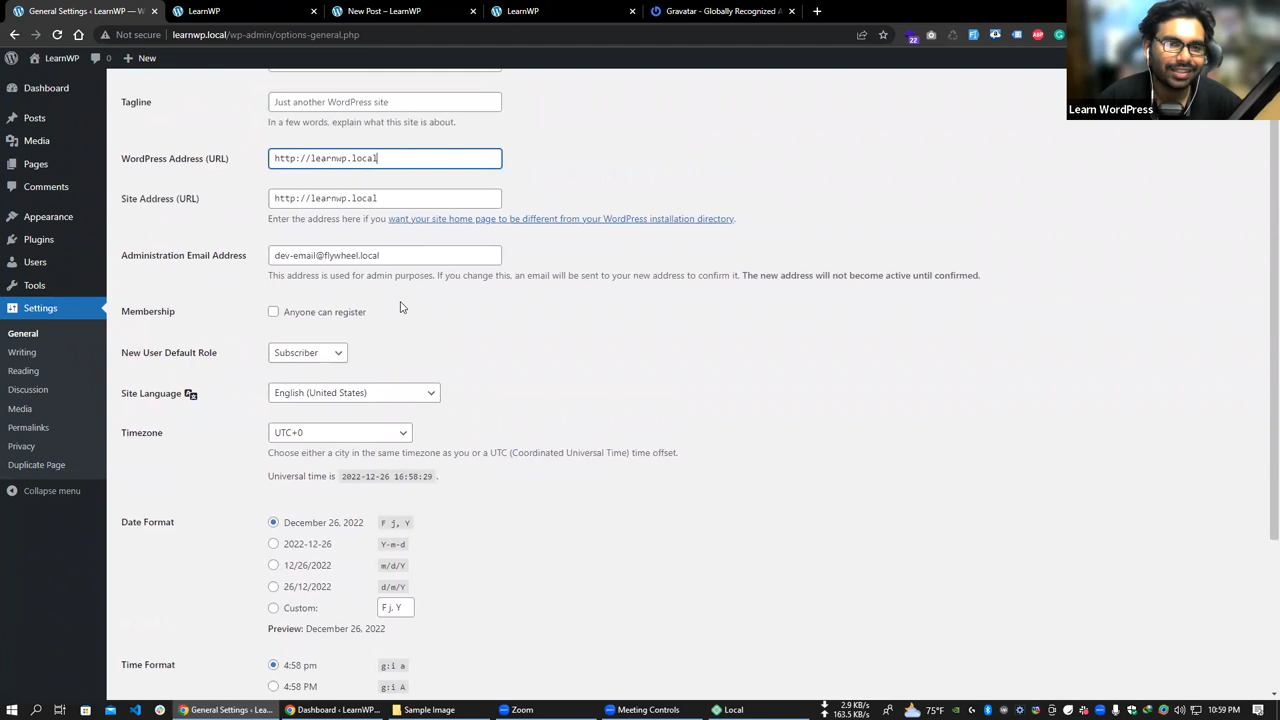 General Settings ‹ LearnWP — W
LearnWP
Learn Post – LearnWP
LearnWP
Gravatar - Globally Recognized A
Not secure
learnwp.local/wp-admin/options-general.php
22
ABP
LearnWP
0
New
Learn WordPress
Dashboard
Posts
Media
Pages
Comments
Appearance
Plugins
Users
Tools
Settings
General
Writing
Reading
Discussion
Media
Permalinks
Privacy
Duplicate Page
Collapse menu
Tagline
Just another WordPress site
In a few words, explain what this site is about.
WordPress Address (URL)
http://learnwp.local
Site Address (URL)
http://learnwp.local
Enter the address here if you want your site home page to be different from your WordPress installation directory.
Administration Email Address
dev-email@flywheel.local
This address is used for admin purposes. If you change this, an email will be sent to your new address to confirm it. The new address will not become active until confirmed.
Membership
Anyone can register
New User Default Role
Subscriber
Site Language
English (United States)
Timezone
UTC+0
Choose either a city in the same timezone as you or a UTC (Coordinated Universal Time) time offset.
Universal time is 2022-12-26 16:58:29 .
Date Format
December 26, 2022 F j, Y
2022-12-26 Y-m-d
12/26/2022 m/d/Y
26/12/2022 d/m/Y
Custom: F j, Y
Preview: December 26, 2022
Time Format
4:58 pm g:i a
4:58 PM g:i A
General Settings ‹ Lea...
Dashboard ‹ LearnWP...
Sample Image
Zoom
Meeting Controls
Local
2.9 KB/s
163.5 KB/s
75°F
10:59 PM